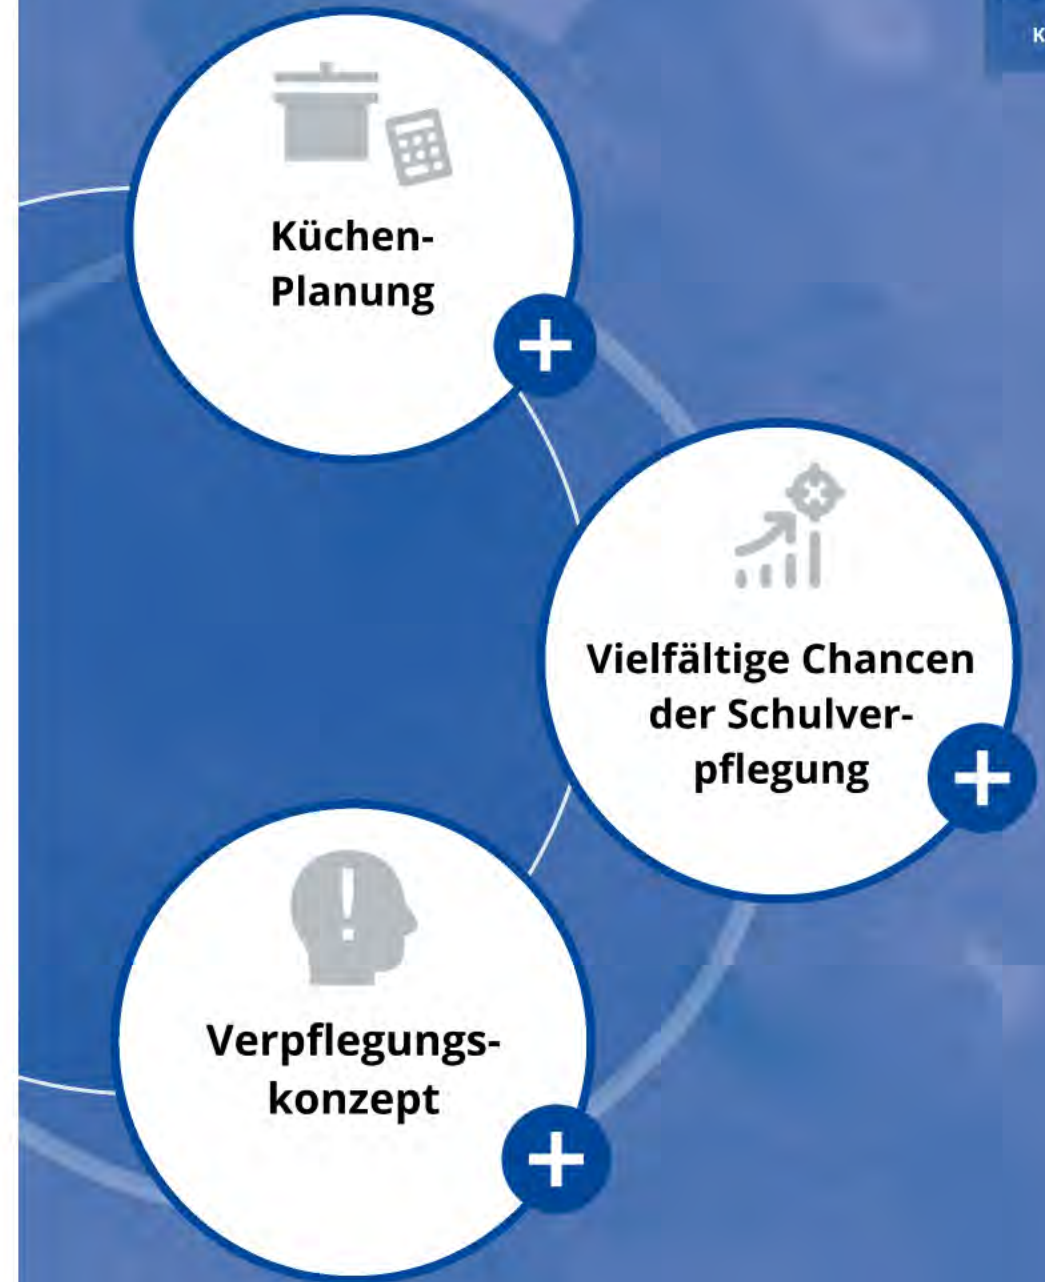 K
Küchen-
Planung
Vielfältige Chancen
der Schulver-
pflegung
Verpflegungs-
konzept